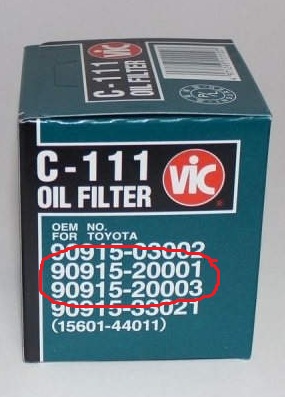 C-111
OIL FILTER
VIC
C-111
OIL FILTER
VIC
OEM NO.
FOR TOYOTA
90915-03002
90915-20001
90915-20003
90915-33021
(15601-44011)